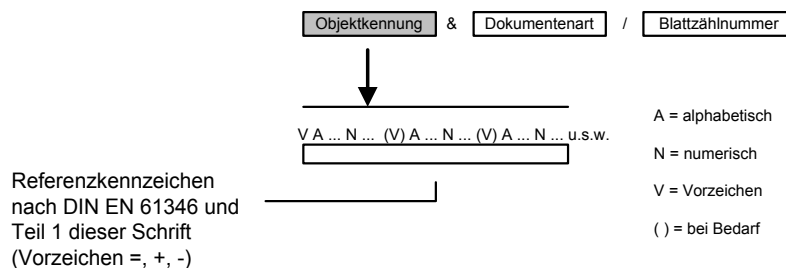 Objektkennung & Dokumentenart / Blattzählnummer
V A ... N ... (V) A ... N ... (V) A ... N ... u.s.w.
A = alphabetisch
N = numerisch
V = Vorzeichen
( ) = bei Bedarf
Referenzkennzeichen
nach DIN EN 61346 und
Teil 1 dieser Schrift
(Vorzeichen =, +, -)